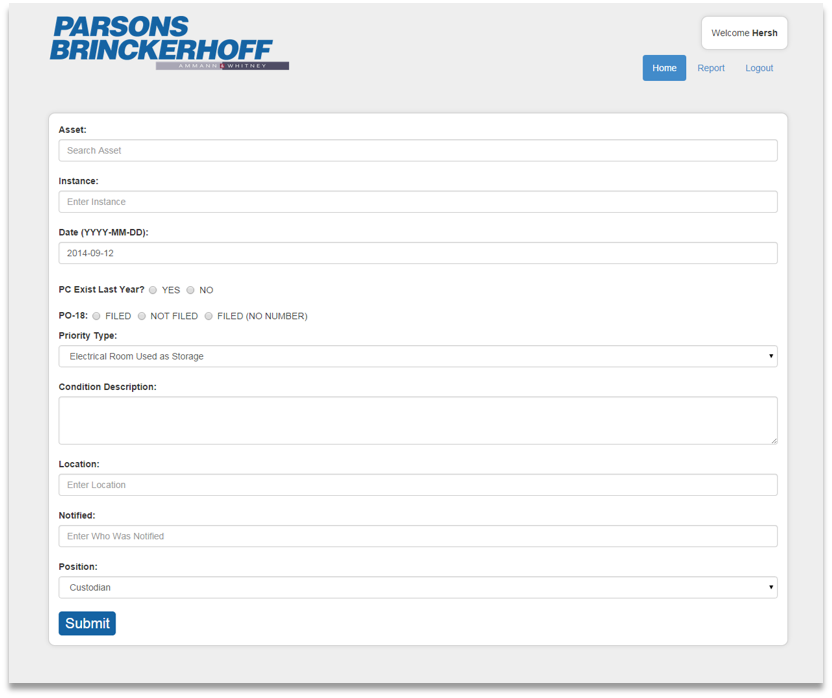 PARSONS
BRINCKERHOFF
AMMANN & WHITNEY
Welcome Hersh
Home Report Logout
Asset:
Search Asset
Instance:
Enter Instance
Date (YYYY-MM-DD):
2014-09-12
PC Exist Last Year? YES NO
PO-18: FILED NOT FILED FILED (NO NUMBER)
Priority Type:
Electrical Room Used as Storage
Condition Description:
Location:
Enter Location
Notified:
Enter Who Was Notified
Position:
Custodian
Submit